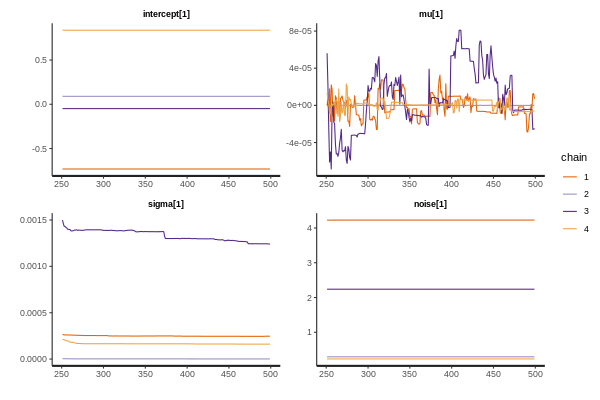 intercept[1]
0.5
0.0
-0.5
250 300 350 400 450 500
mu[1]
8e-05
4e-05
0e+00
-4e-05
250 300 350 400 450 500
sigma[1]
0.0015
0.0010
0.0005
0.0000
250 300 350 400 450 500
noise[1]
4
3
2
1
250 300 350 400 450 500
chain
1
2
3
4